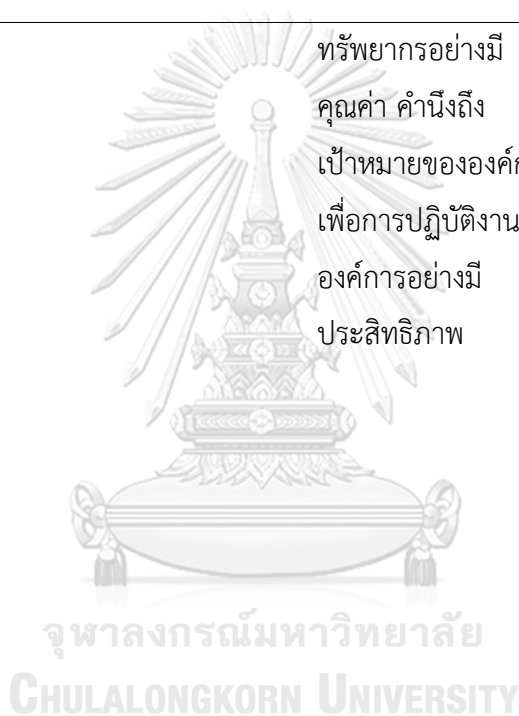 ทรัพยากรอย่างมี
คุณค่า คำนึงถึง
เป้าหมายขององค์ก
เพื่อการปฏิบัติงาน
องค์การอย่างมี
ประสิทธิภาพ
จุฬาลงกรณ์มหาวิทยาลัย
CHULALONGKORN UNIVERSITY